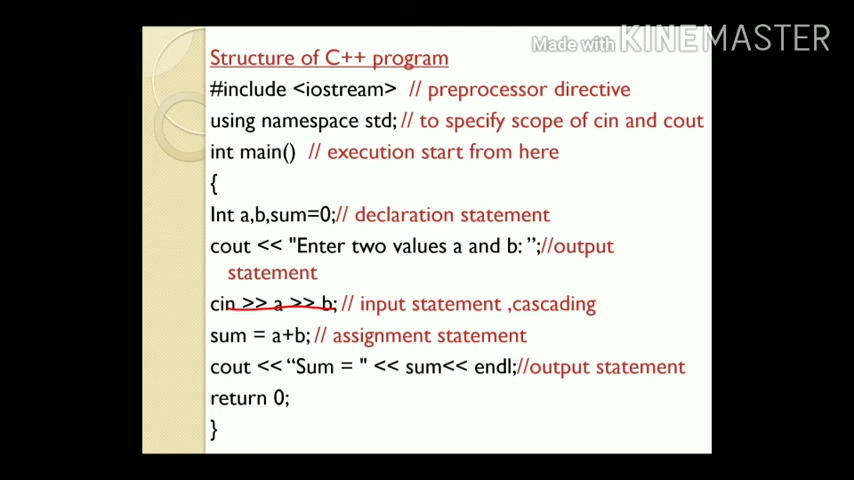 Made with KINEMASTER
Structure of C++ program
#include <iostream> // preprocessor directive
using namespace std; // to specify scope of cin and cout
int main() // execution start from here
{
Int a,b,sum=0;// declaration statement
cout << "Enter two values a and b: ”;//output
statement
cin >> a >> b; // input statement ,cascading
sum = a+b; // assignment statement
cout << “Sum = " << sum<< endl;//output statement
return 0;
}